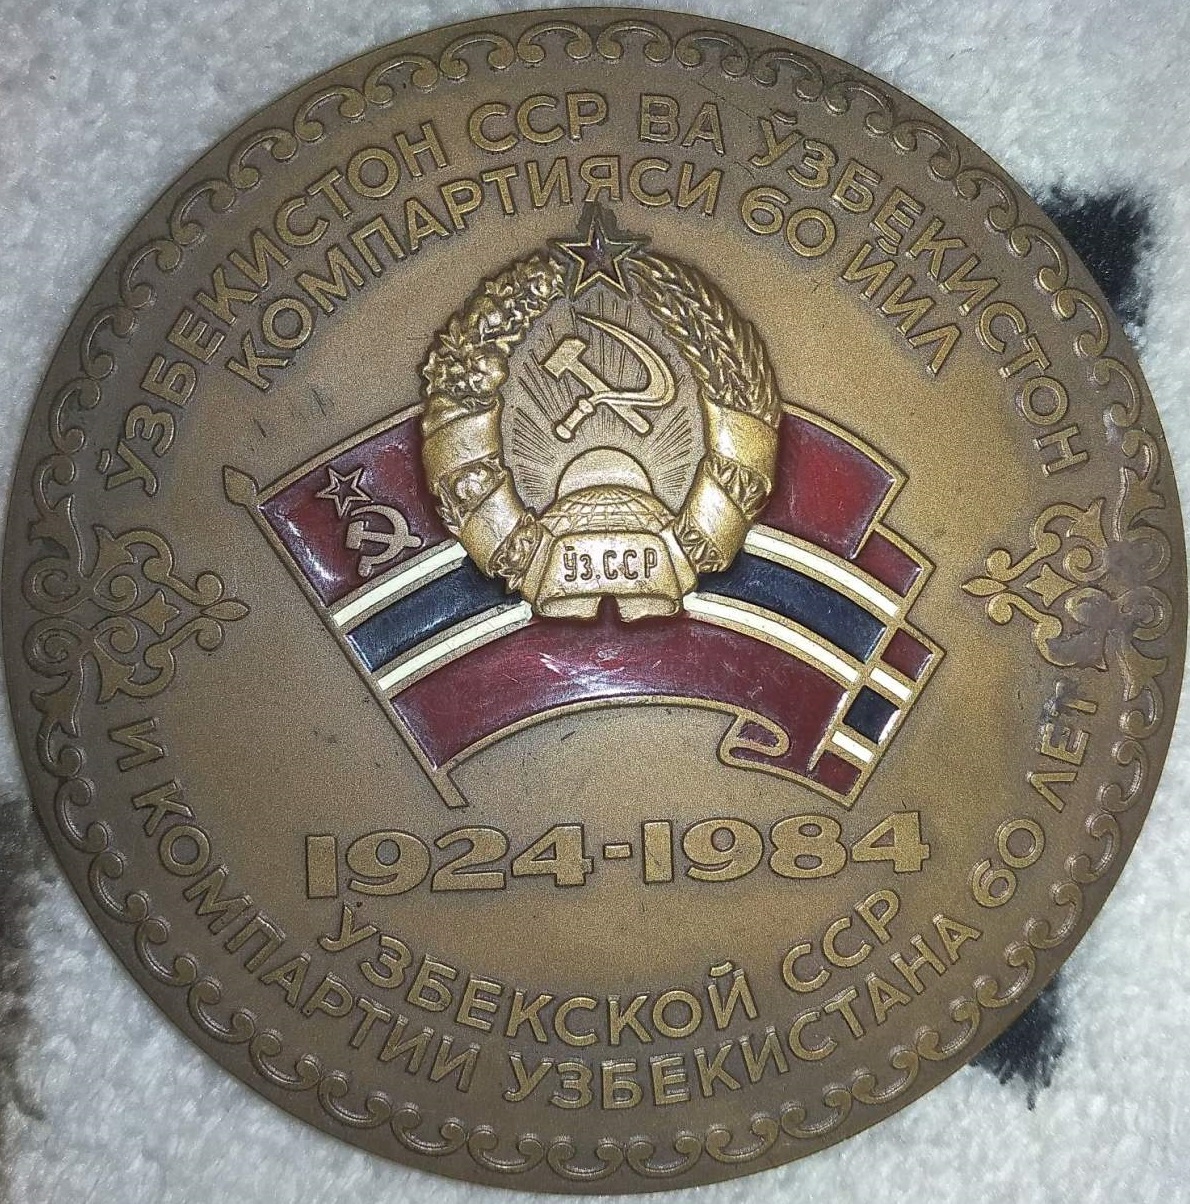 ЎЗБЕКИСТОН ССР ВА ЎЗБЕКИСТОН
КОМПАРТИЯСИ 60 ЙИЛ
Ўз.ССР
1924-1984
УЗБЕКСКОЙ ССР
И КОМПАРТИИ УЗБЕКИСТАНА 60 ЛЕТ